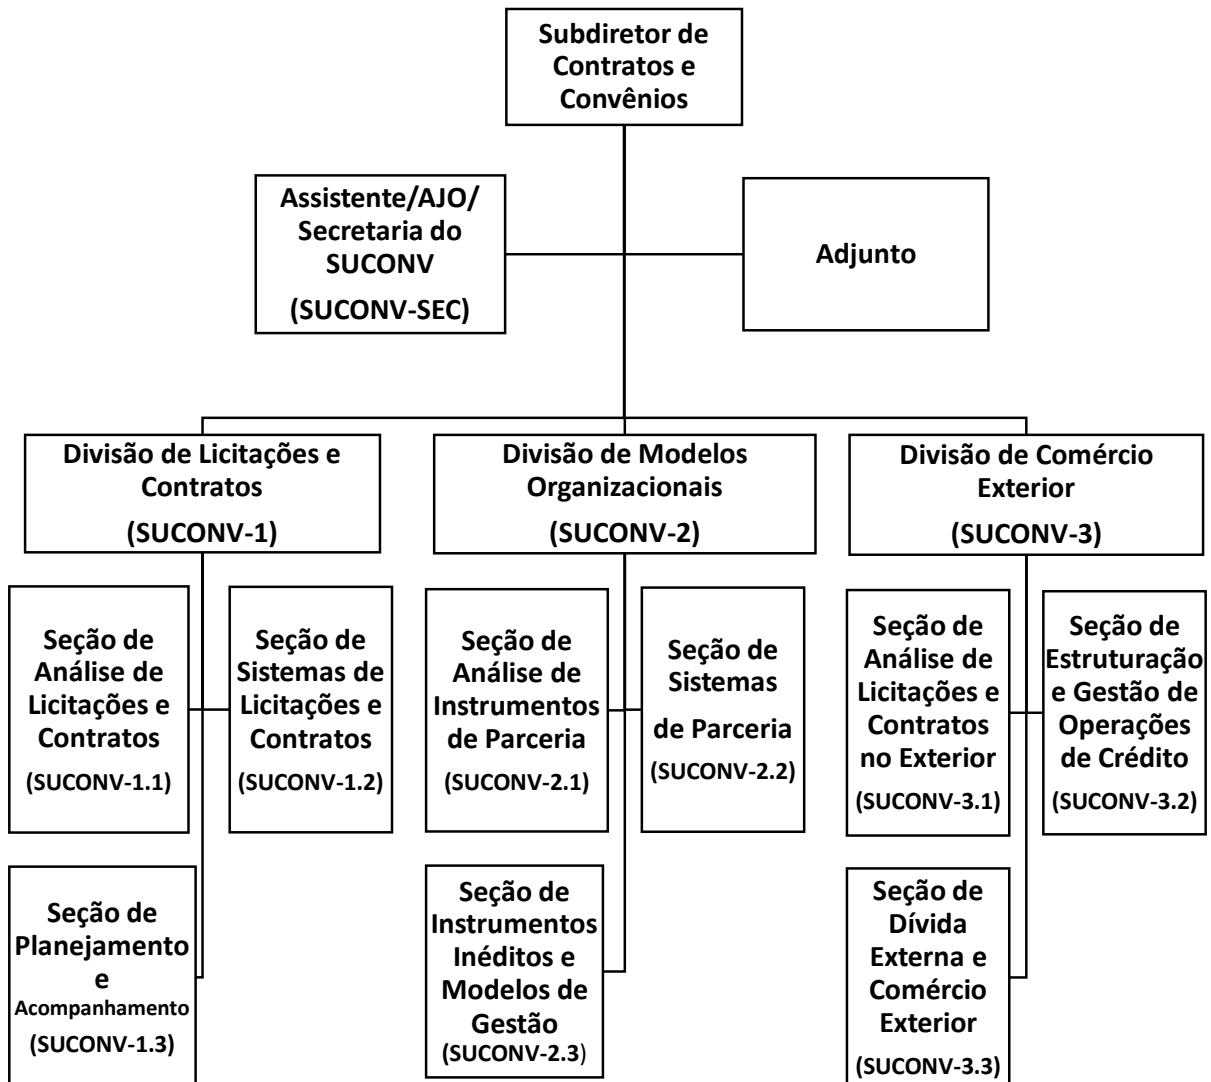 Subdiretor de
Contratos e
Convênios
Assistente/AJO/
Secretaria do
SUCONV
(SUCONV-SEC)
Adjunto
Divisão de Licitações e
Contratos
(SUCONV-1)
Divisão de Modelos
Organizacionais
(SUCONV-2)
Divisão de Comércio
Exterior
(SUCONV-3)
Seção de
Análise de
Licitações e
Contratos
(SUCONV-1.1)
Seção de
Sistemas de
Licitações e
Contratos
(SUCONV-1.2)
Seção de
Análise de
Instrumentos
de Parceria
(SUCONV-2.1)
Seção de
Sistemas
de Parceria
(SUCONV-2.2)
Seção de
Análise de
Licitações e
Contratos
no Exterior
(SUCONV-3.1)
Seção de
Estruturação
e Gestão de
Operações
de Crédito
(SUCONV-3.2)
Seção de
Planejamento
e
Acompanhamento
(SUCONV-1.3)
Seção de
Instrumentos
Inéditos e
Modelos de
Gestão
(SUCONV-2.3)
Seção de
Dívida
Externa e
Comércio
Exterior
(SUCONV-3.3)